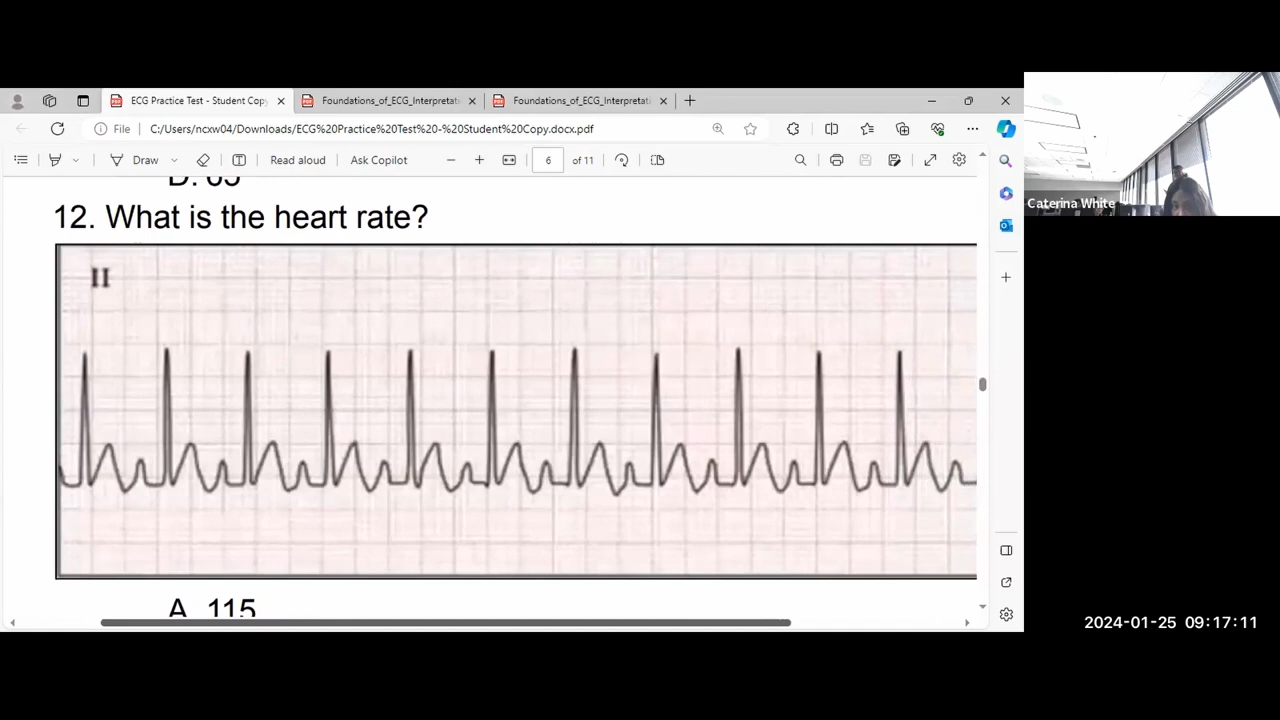 ECG Practice Test - Student Copy
Foundations_of_ECG_Interpretat
Foundations_of_ECG_Interpretati
File
C:/Users/ncxw04/Downloads/ECG%20Practice%20Test%20-%20Student%20Copy.docx.pdf
Draw
Read aloud
Ask Copilot
6 of 11
D. 65
12. What is the heart rate?
II
A. 115
Caterina White
2024-01-25 09:17:11